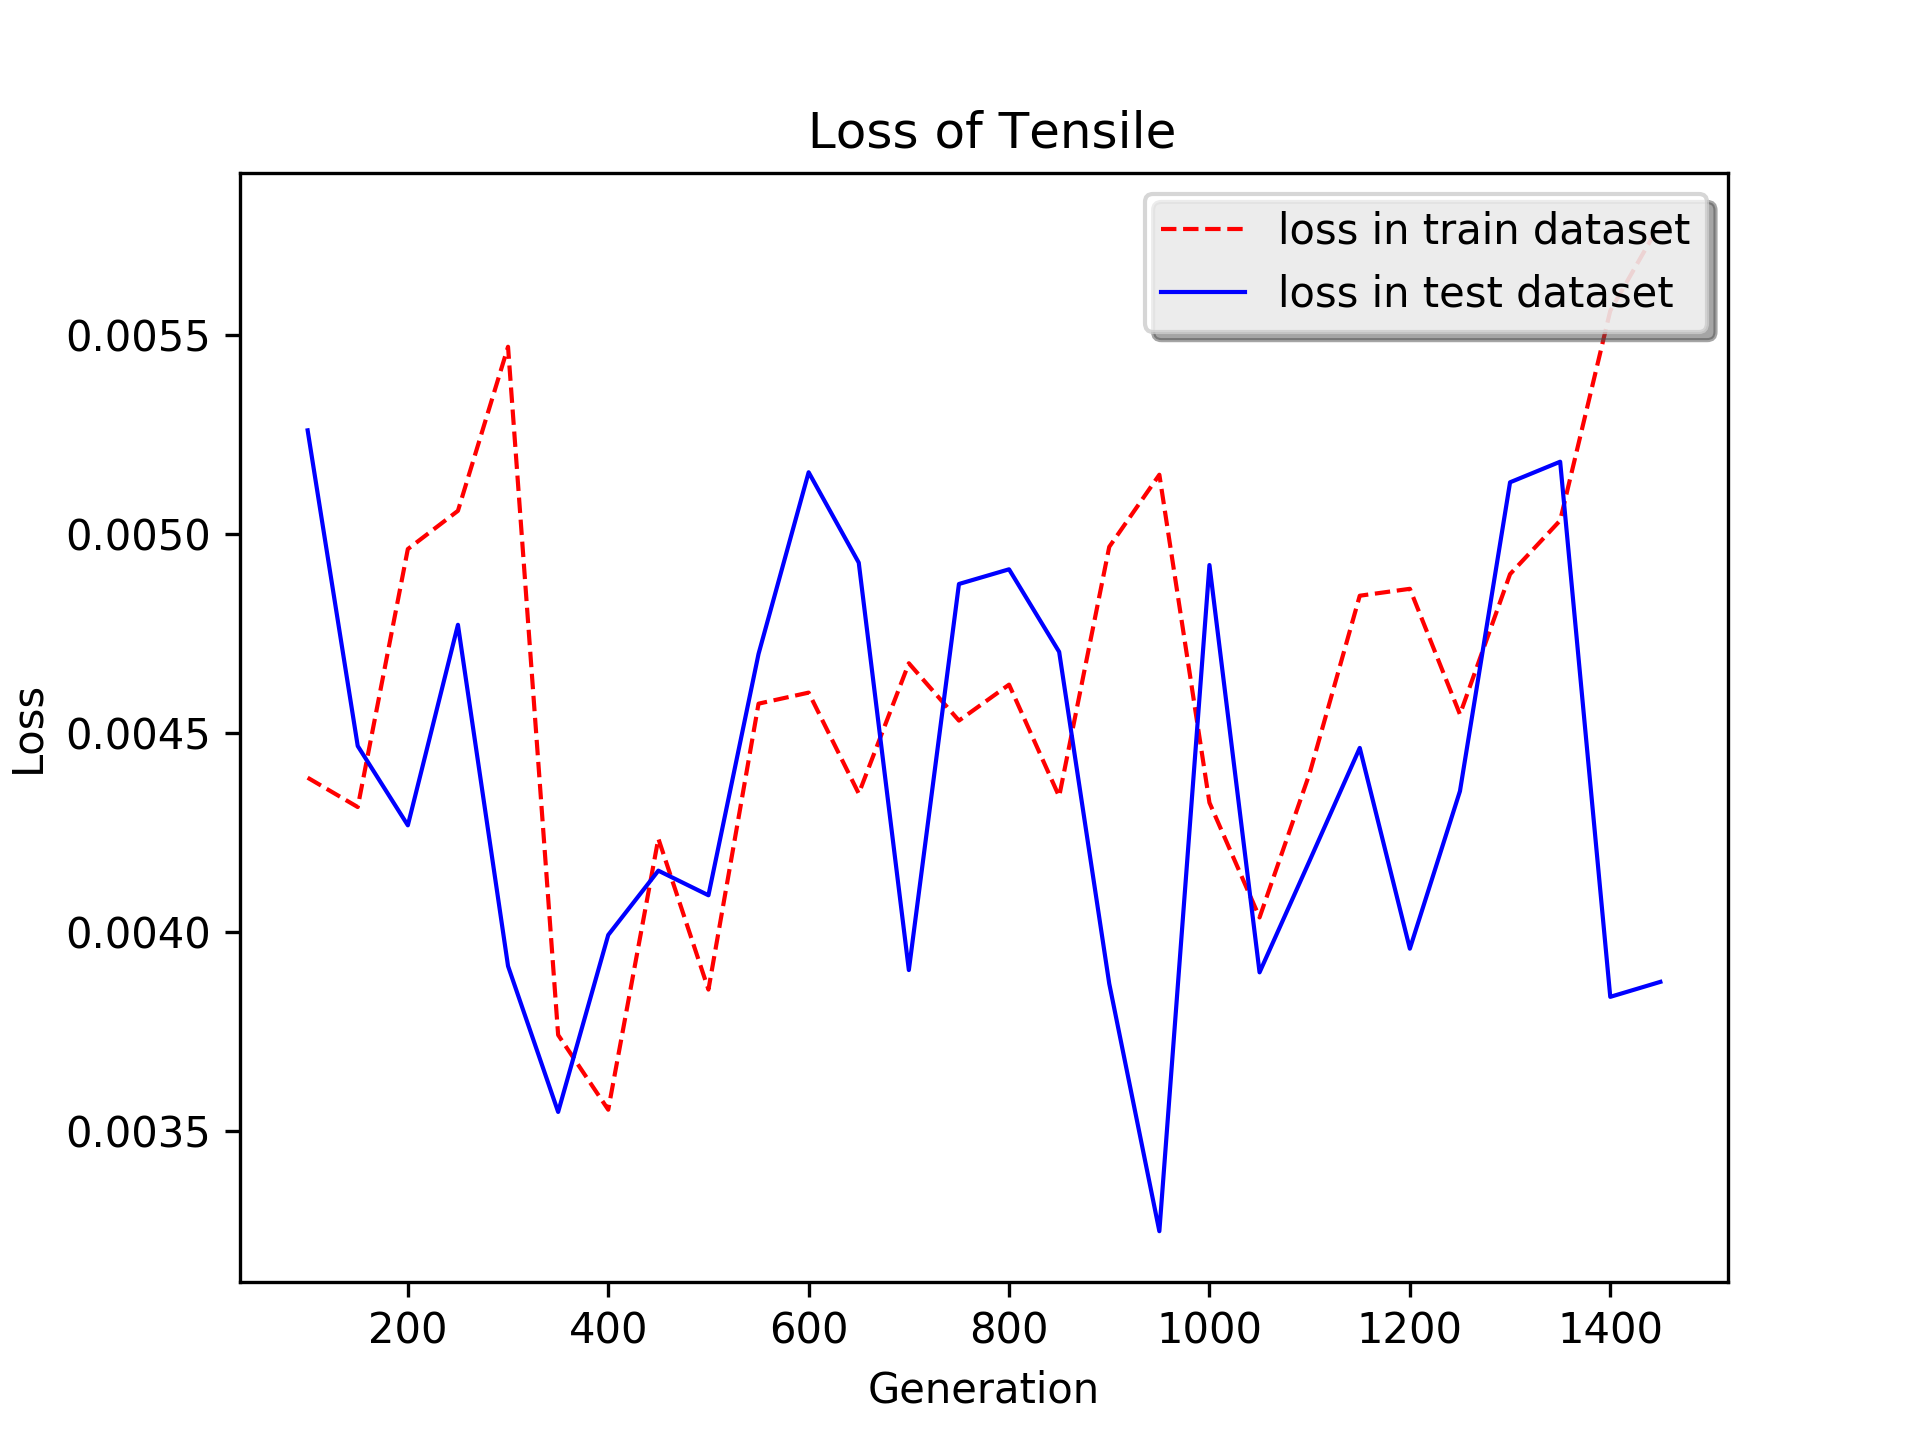 Loss of Tensile
loss in train dataset
loss in test dataset
Loss
0.0055
0.0050
0.0045
0.0040
0.0035
200 400 600 800 1000 1200 1400
Generation